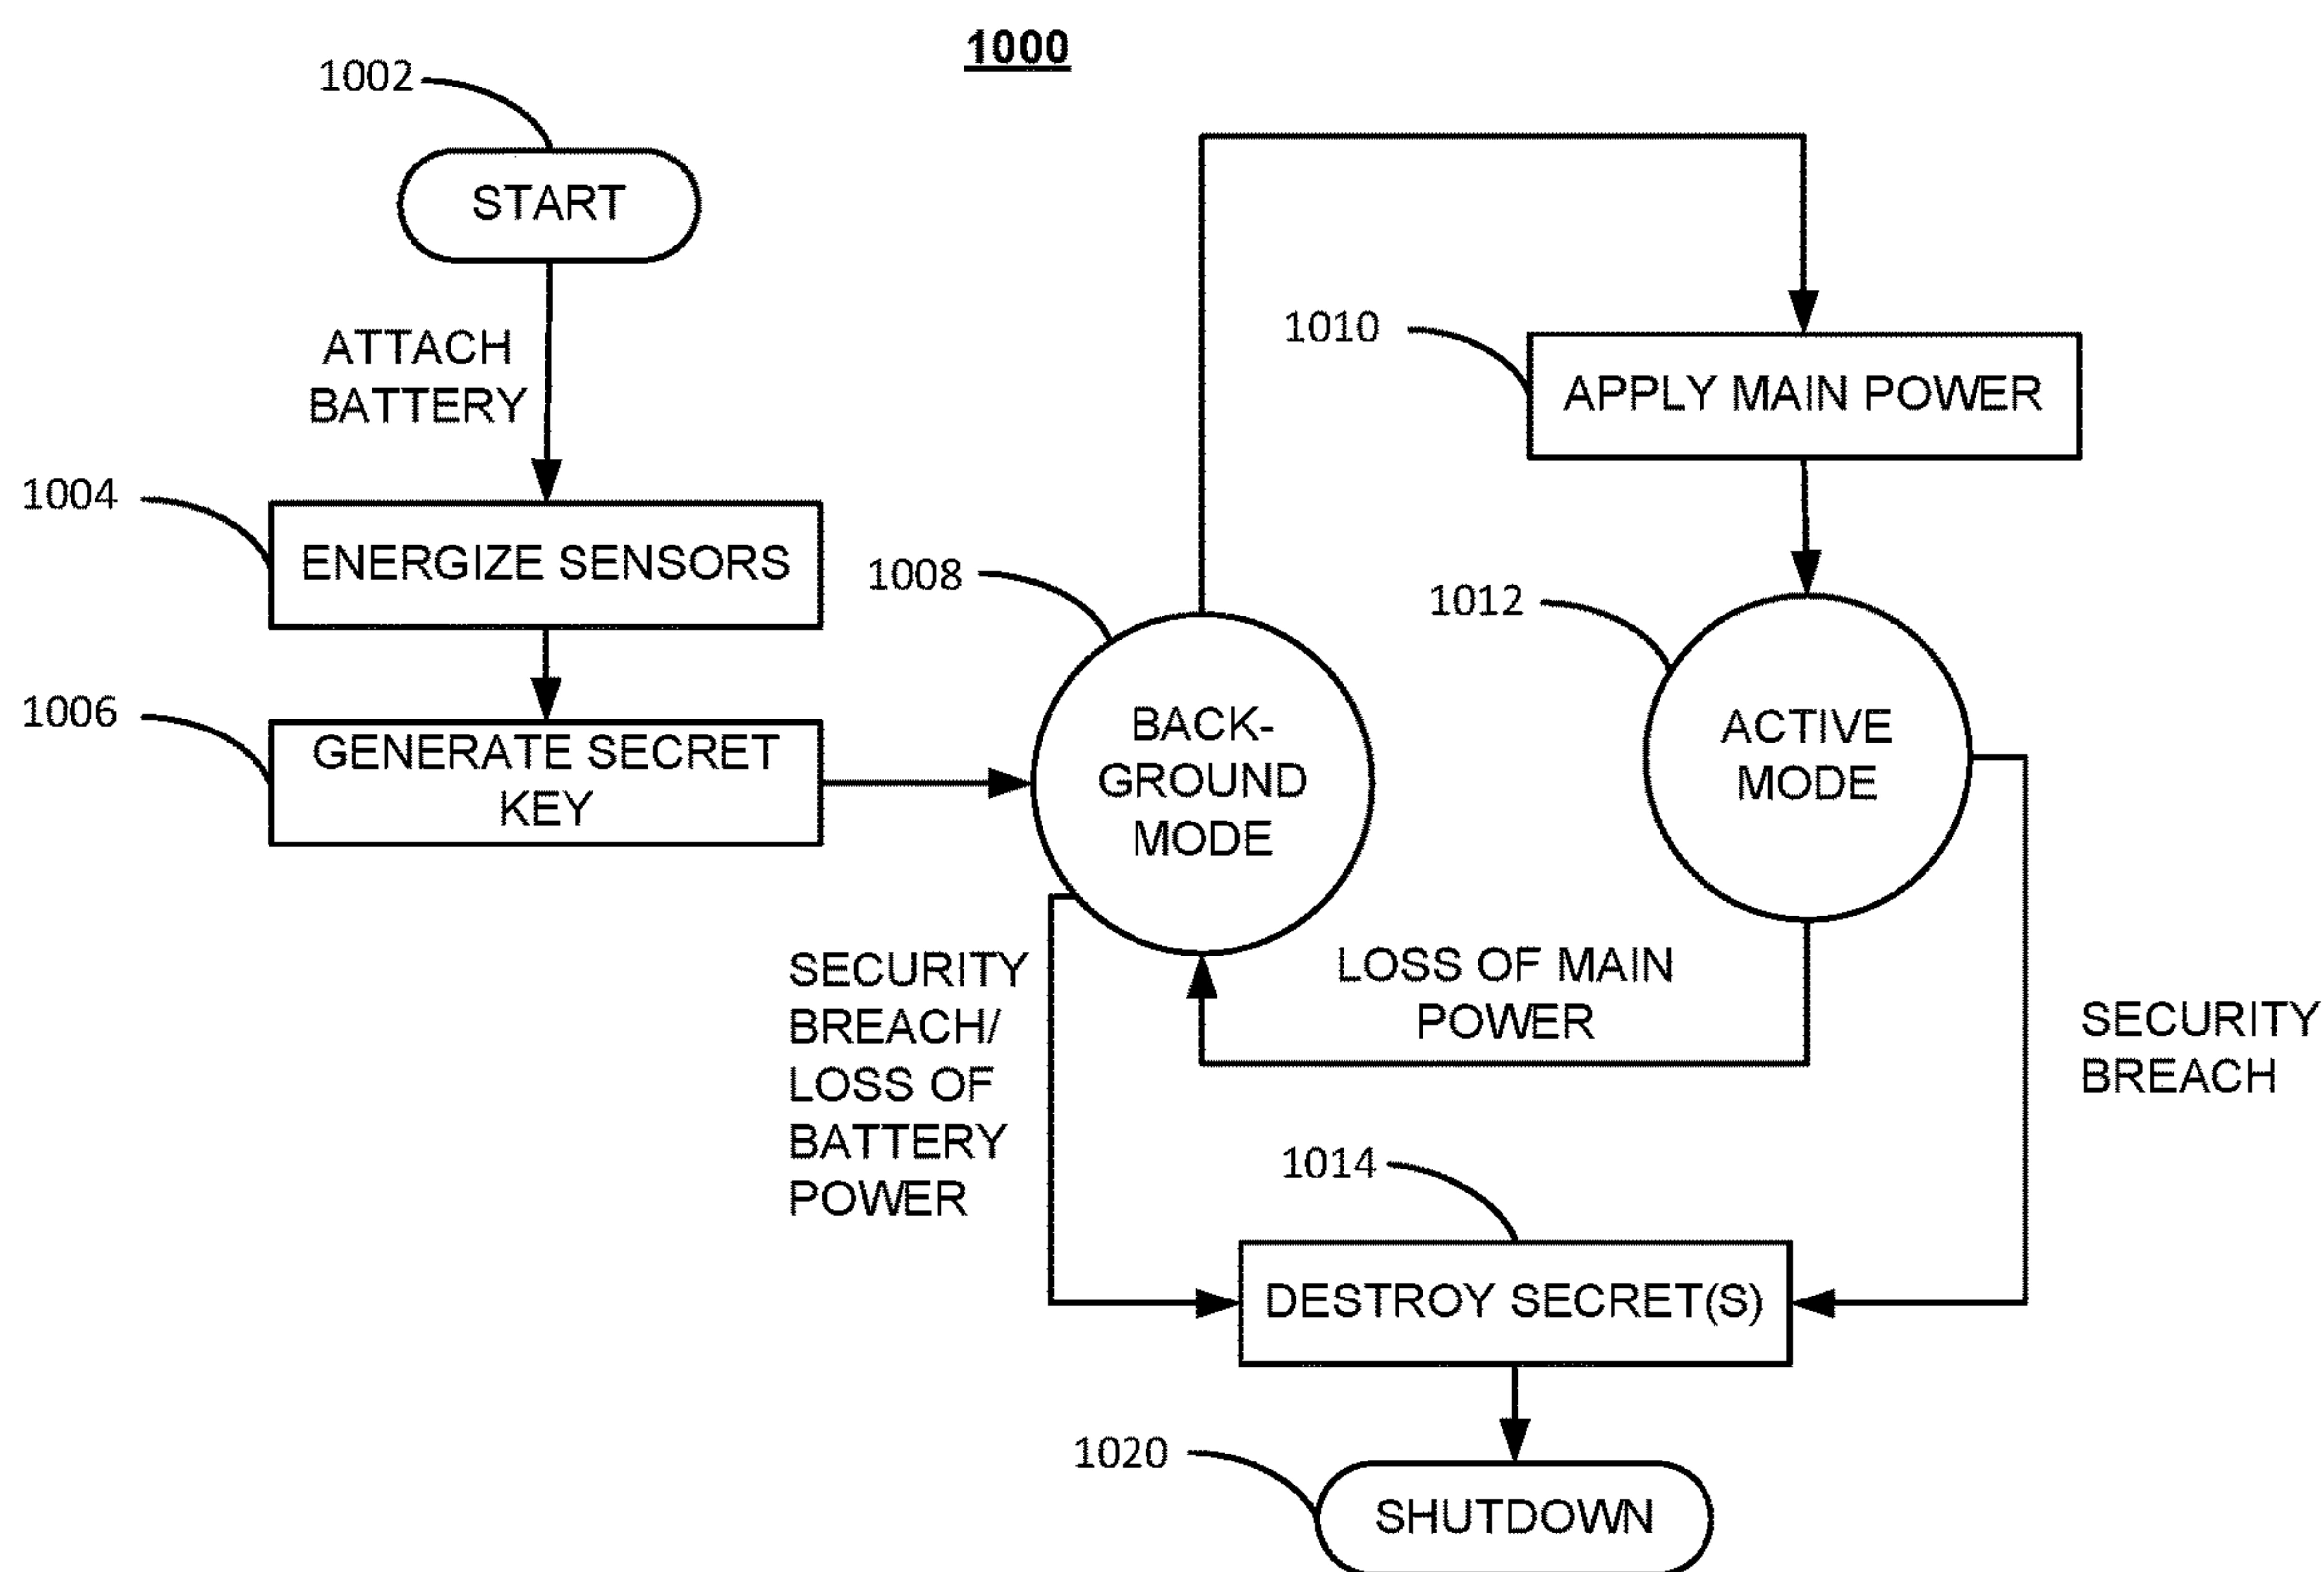 1000
1002
START
ATTACH
BATTERY
1004
ENERGIZE SENSORS
1006
GENERATE SECRET
KEY
1008
BACK-
GROUND
MODE
1010
APPLY MAIN POWER
1012
ACTIVE
MODE
LOSS OF MAIN
POWER
SECURITY
BREACH/
LOSS OF
BATTERY
POWER
SECURITY
BREACH
1014
DESTROY SECRET(S)
1020
SHUTDOWN